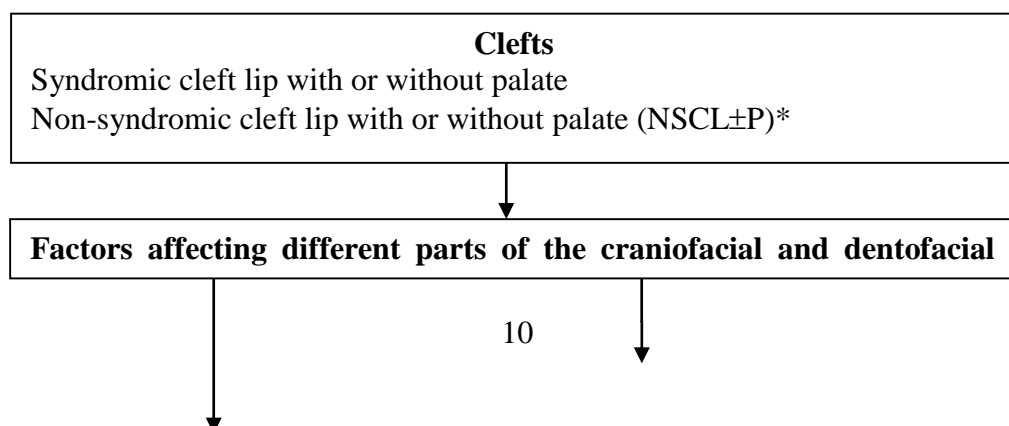 Clefts
Syndromic cleft lip with or without palate
Non-syndromic cleft lip with or without palate (NSCL±P)*
Factors affecting different parts of the craniofacial and dentofacial
10